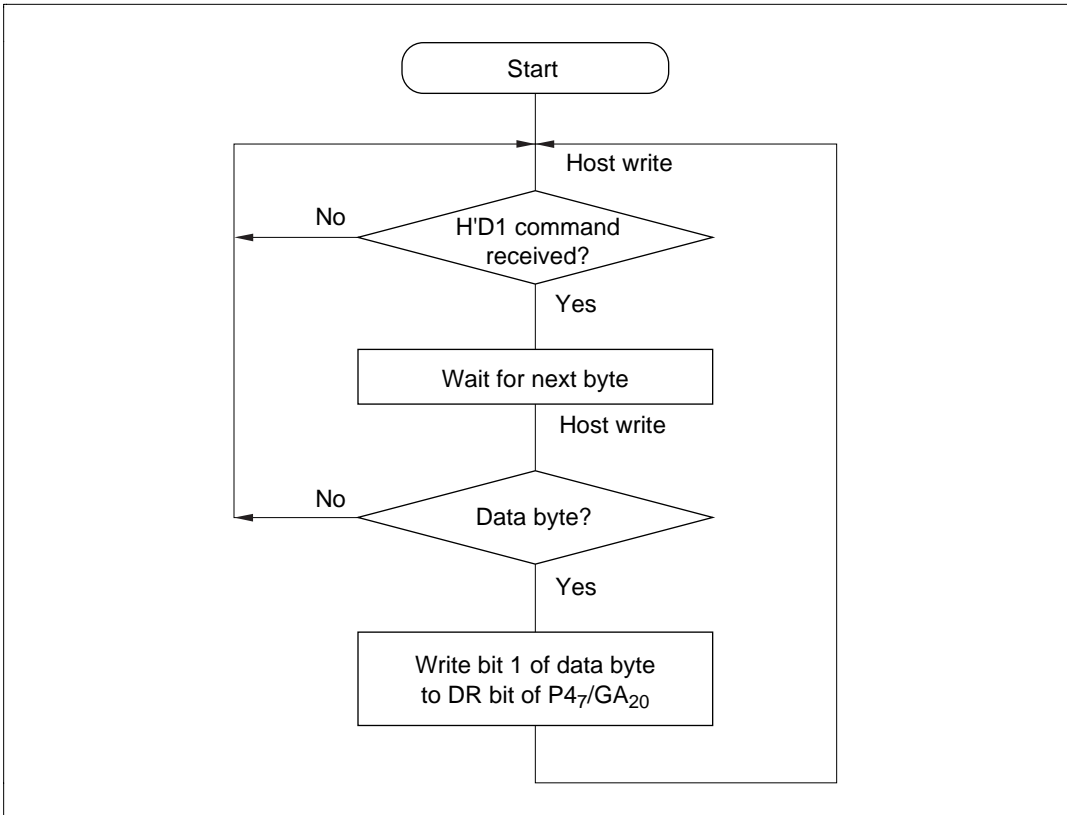 Start
Host write
No
H'D1 command
received?
Yes
Wait for next byte
Host write
No
Data byte?
Yes
Write bit 1 of data byte
to DR bit of P4₇/GA₂₀